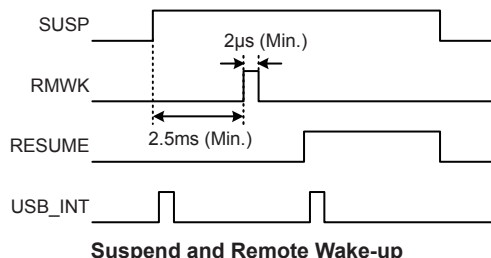 SUSP
2μs (Min.)
RMWK
2.5ms (Min.)
RESUME
USB_INT
Suspend and Remote Wake-up